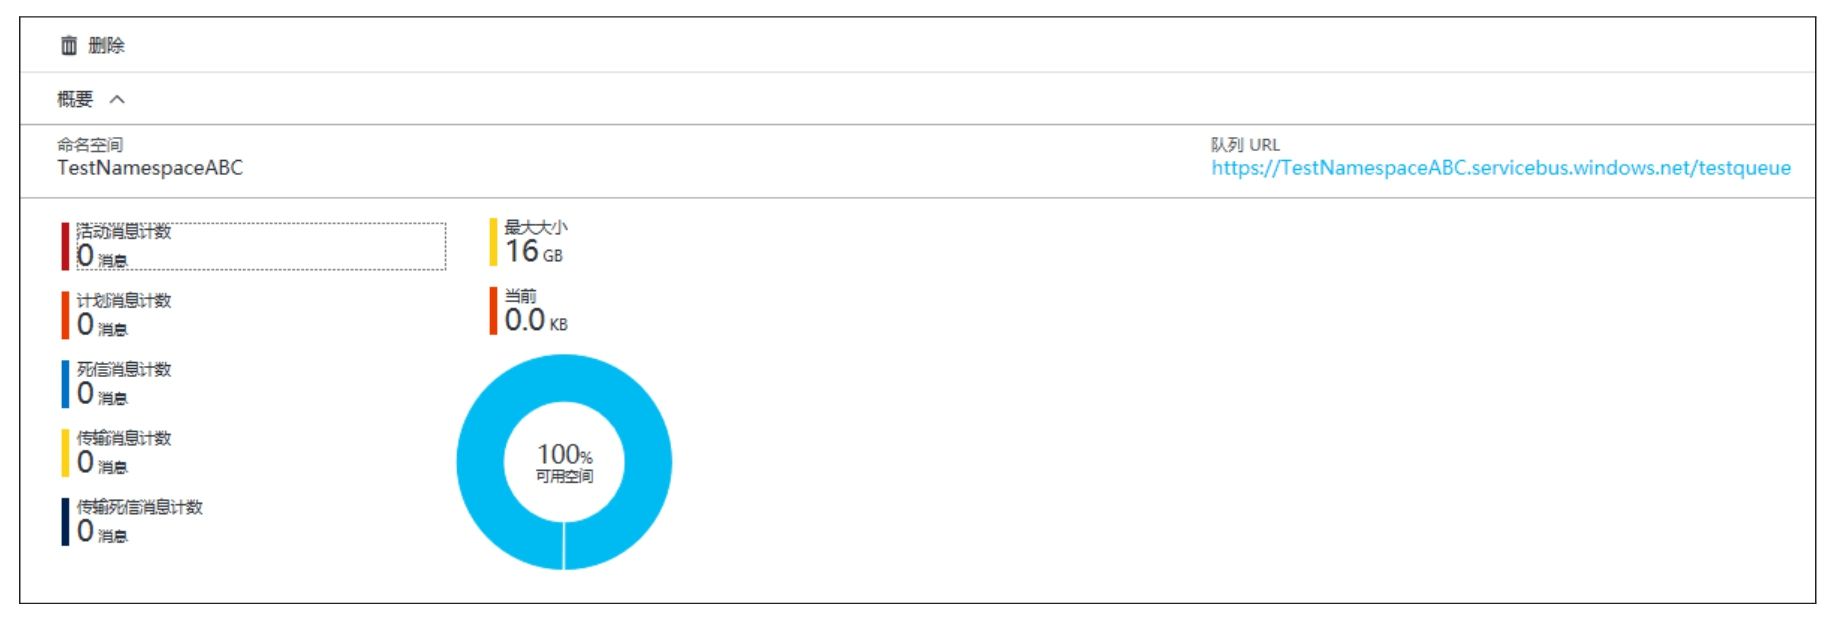 删除
概要
命名空间
TestNamespaceABC
队列 URL
https://TestNamespaceABC.servicebus.windows.net/testqueue
活动消息计数
0 消息
计划消息计数
0 消息
死信消息计数
0 消息
传输消息计数
0 消息
传输死信消息计数
0 消息
最大大小
16 GB
当前
0.0 KB
100%
可用空间